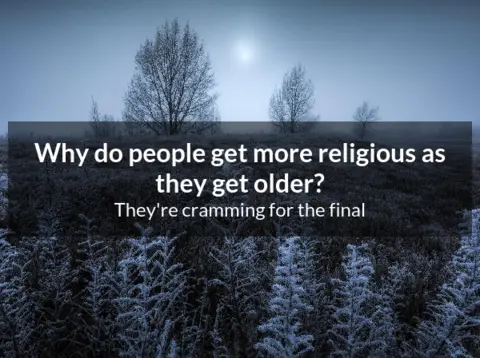 Why do people get more religious as
they get older?
They're cramming for the final